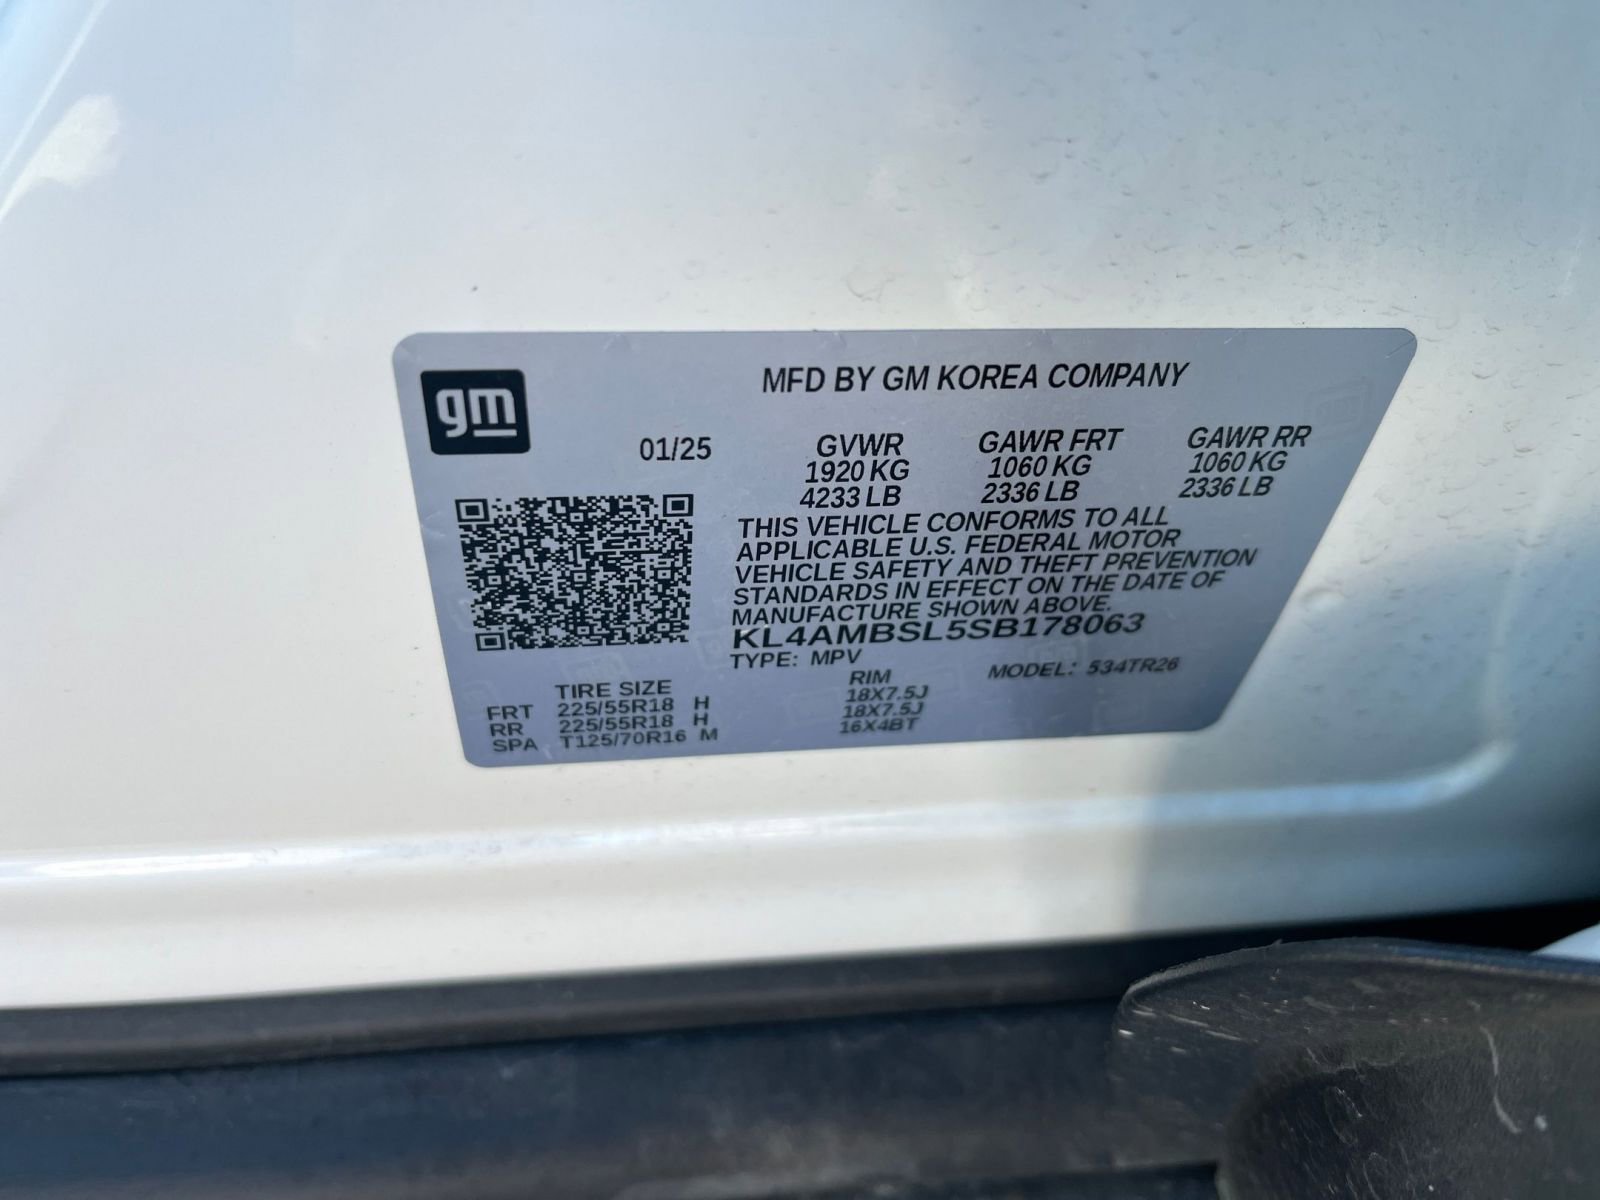 gm
MFD BY GM KOREA COMPANY
01/25 GVWR GAWR FRT GAWR RR
1920 KG 1060 KG 1060 KG
4233 LB 2336 LB 2336 LB
THIS VEHICLE CONFORMS TO ALL
APPLICABLE U.S. FEDERAL MOTOR
VEHICLE SAFETY AND THEFT PREVENTION
STANDARDS IN EFFECT ON THE DATE OF
MANUFACTURE SHOWN ABOVE.
KL4AMBSL5SB178063
TYPE: MPV MODEL: 534TR26
TIRE SIZE RIM
FRT 225/55R18 H 18X7.5J
RR 225/55R18 H 18X7.5J
SPA T125/70R16 M 16X4BT